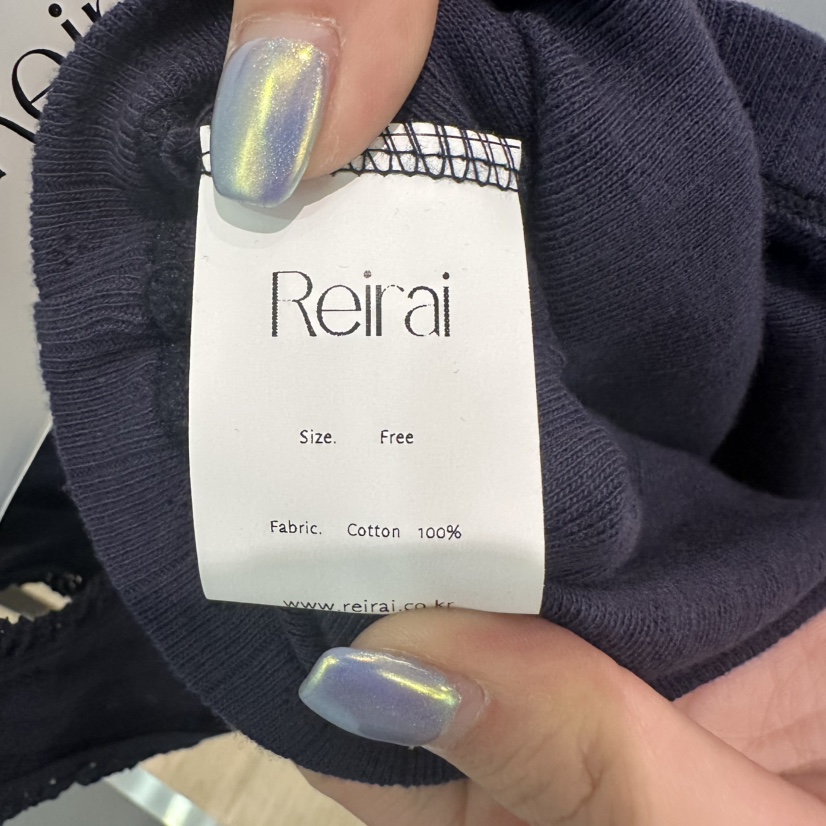 Reirai
Size. Free
Fabric. Cotton 100%
www.reirai.co.kr